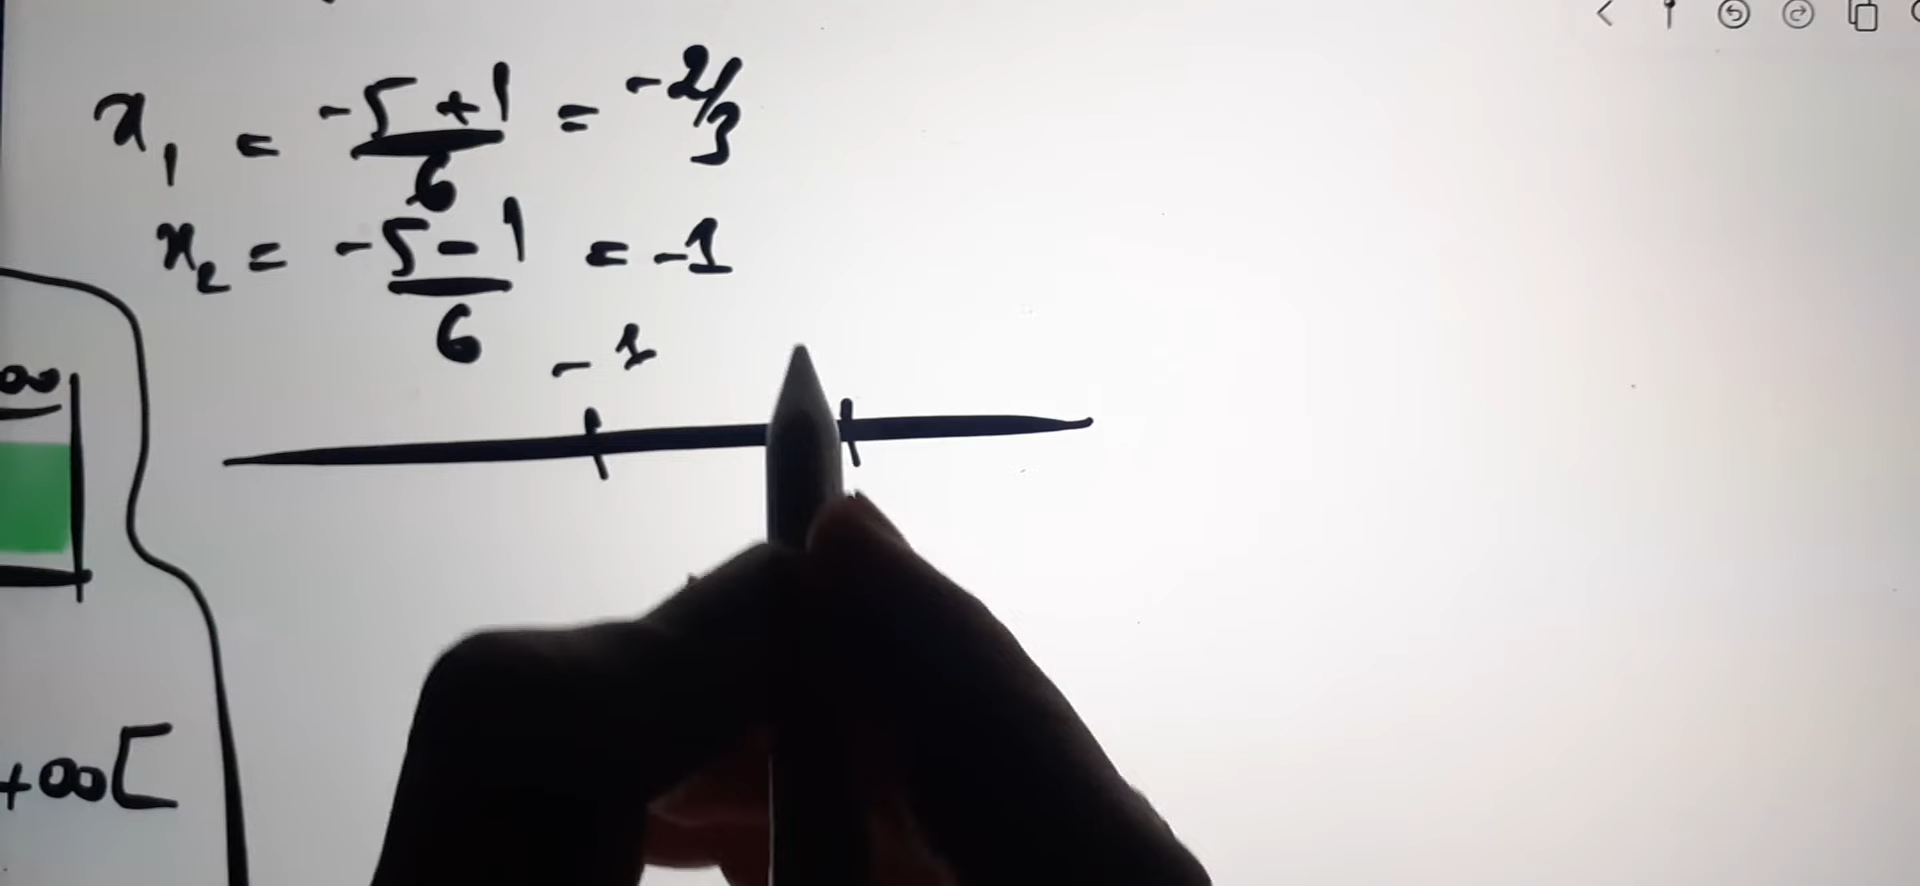 x₁ = -5+1/6 = -2/3
x₂ = -5-1/6 = -1
-1
∞
+∞[